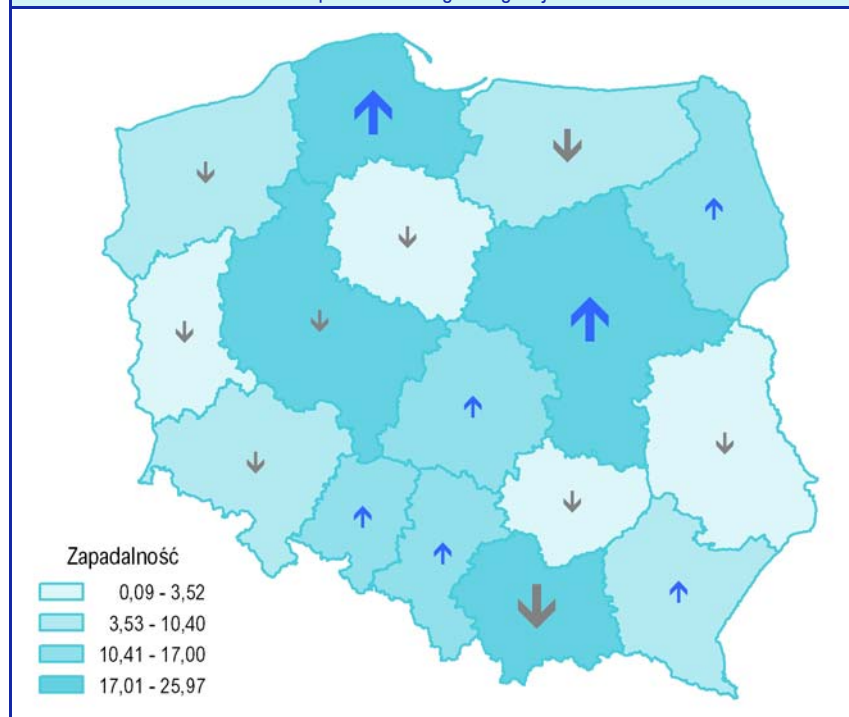 Zapadalność
0,09 - 3,52
3,53 - 10,40
10,41 - 17,00
17,01 - 25,97